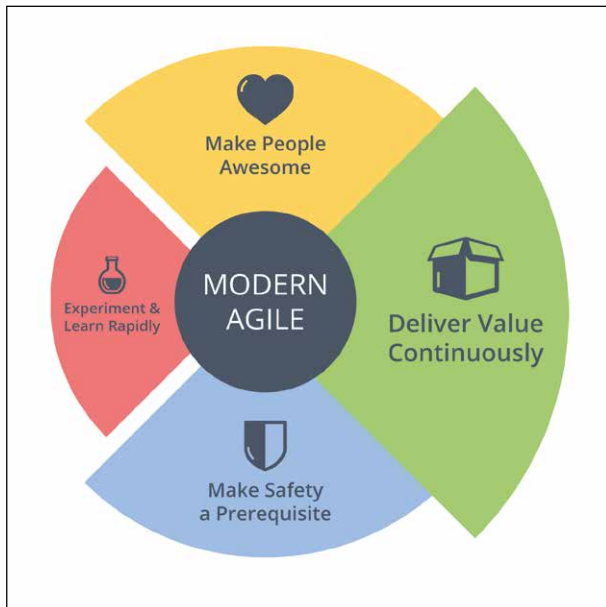 Make People
Awesome
Experiment &
Learn Rapidly
MODERN
AGILE
Deliver Value
Continuously
Make Safety
a Prerequisite